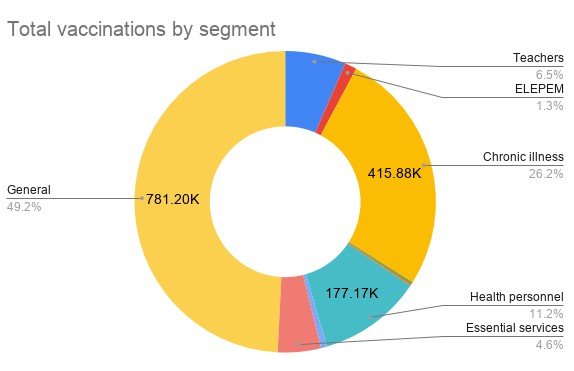 Total vaccinations by segment
Teachers
6.5%
ELEPEM
1.3%
Chronic illness
26.2%
415.88K
General
49.2%
781.20K
177.17K
Health personnel
11.2%
Essential services
4.6%